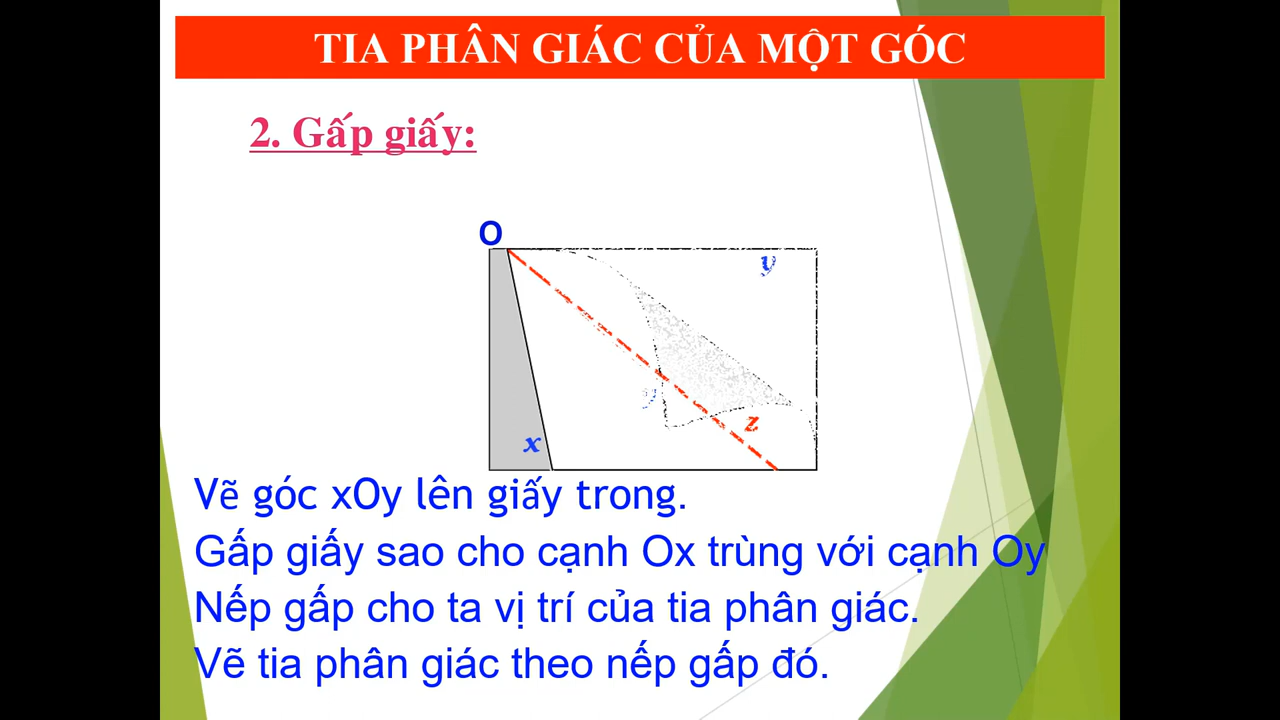 TIA PHÂN GIÁC CỦA MỘT GÓC
2. Gấp giấy:
O
y
y
z
x
Vẽ góc xOy lên giấy trong.
Gấp giấy sao cho cạnh Ox trùng với cạnh Oy
Nếp gấp cho ta vị trí của tia phân giác.
Vẽ tia phân giác theo nếp gấp đó.